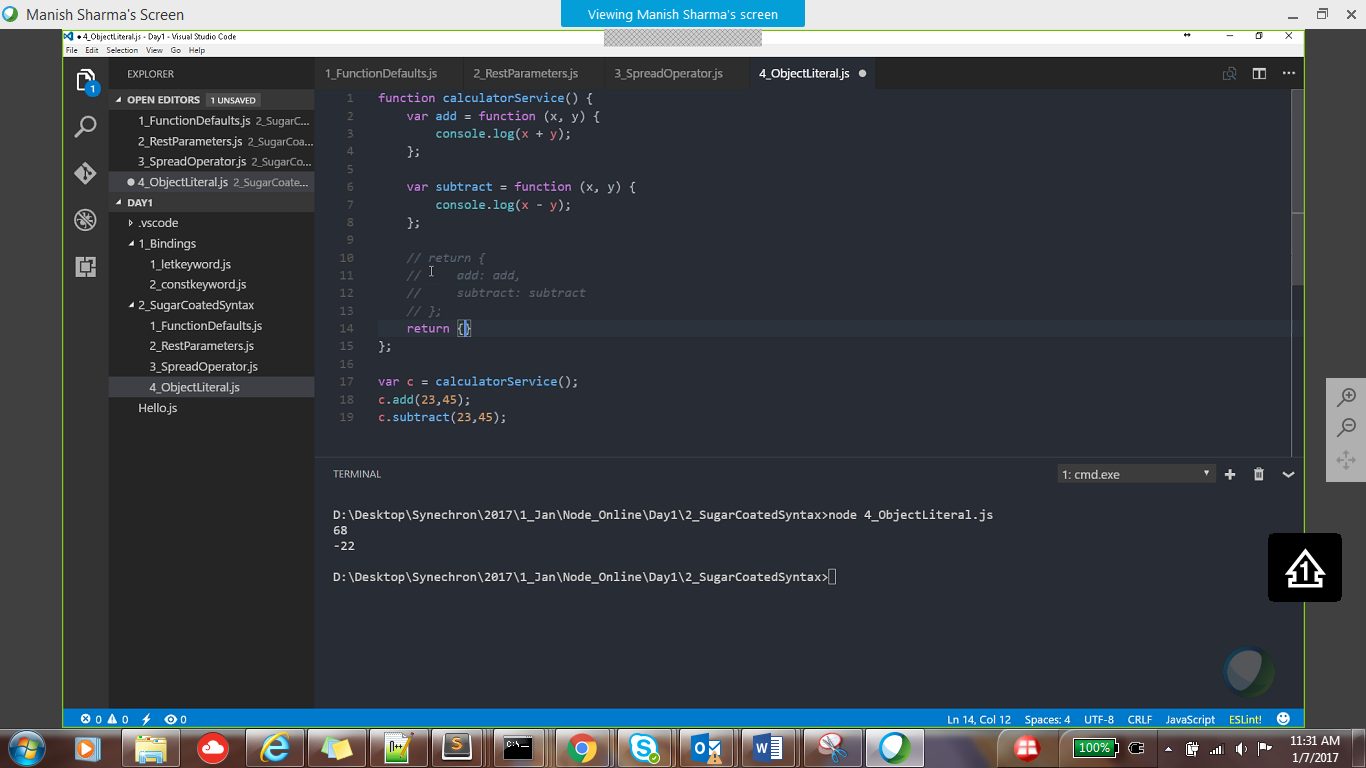 Manish Sharma's Screen
Viewing Manish Sharma's screen
● 4_ObjectLiteral.js - Day1 - Visual Studio Code
File Edit Selection View Go Help
EXPLORER
1_FunctionDefaults.js 2_RestParameters.js 3_SpreadOperator.js 4_ObjectLiteral.js ●
OPEN EDITORS 1 UNSAVED
1_FunctionDefaults.js 2_SugarC...
2_RestParameters.js 2_SugarCoa...
3_SpreadOperator.js 2_SugarCo...
● 4_ObjectLiteral.js 2_SugarCoate...
DAY1
.vscode
1_Bindings
1_letkeyword.js
2_constkeyword.js
2_SugarCoatedSyntax
1_FunctionDefaults.js
2_RestParameters.js
3_SpreadOperator.js
4_ObjectLiteral.js
Hello.js
1
1 function calculatorService() {
2     var add = function (x, y) {
3         console.log(x + y);
4     };
5
6     var subtract = function (x, y) {
7         console.log(x - y);
8     };
9
10     // return {
11     //     add: add,
12     //     subtract: subtract
13     // };
14     return {}
15 };
16
17 var c = calculatorService();
18 c.add(23,45);
19 c.subtract(23,45);
TERMINAL
1: cmd.exe
D:\Desktop\Synechron\2017\1_Jan\Node_Online\Day1\2_SugarCoatedSyntax>node 4_ObjectLiteral.js
68
-22
D:\Desktop\Synechron\2017\1_Jan\Node_Online\Day1\2_SugarCoatedSyntax>
1
0 0 0
Ln 14, Col 12 Spaces: 4 UTF-8 CRLF JavaScript ESLint!
100%
11:31 AM
1/7/2017